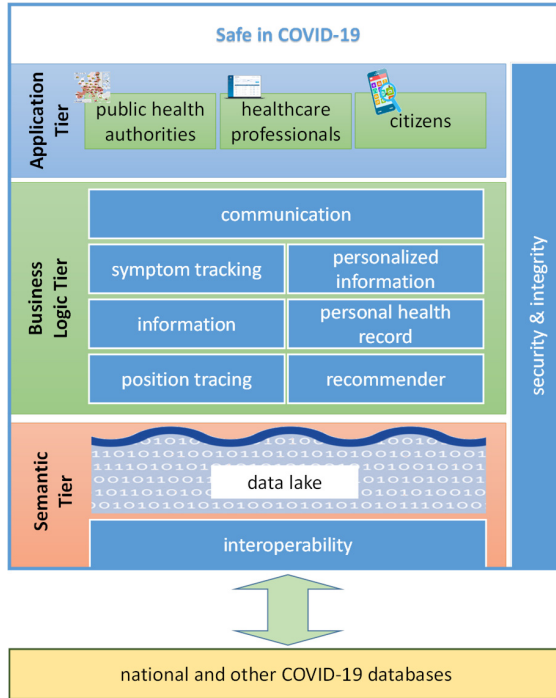 Safe in COVID-19
Application
Tier
public health
authorities
healthcare
professionals
citizens
security & integrity
Business
Logic Tier
communication
symptom tracking
personalized
information
information
personal health
record
position tracing
recommender
Semantic
Tier
data lake
interoperability
national and other COVID-19 databases